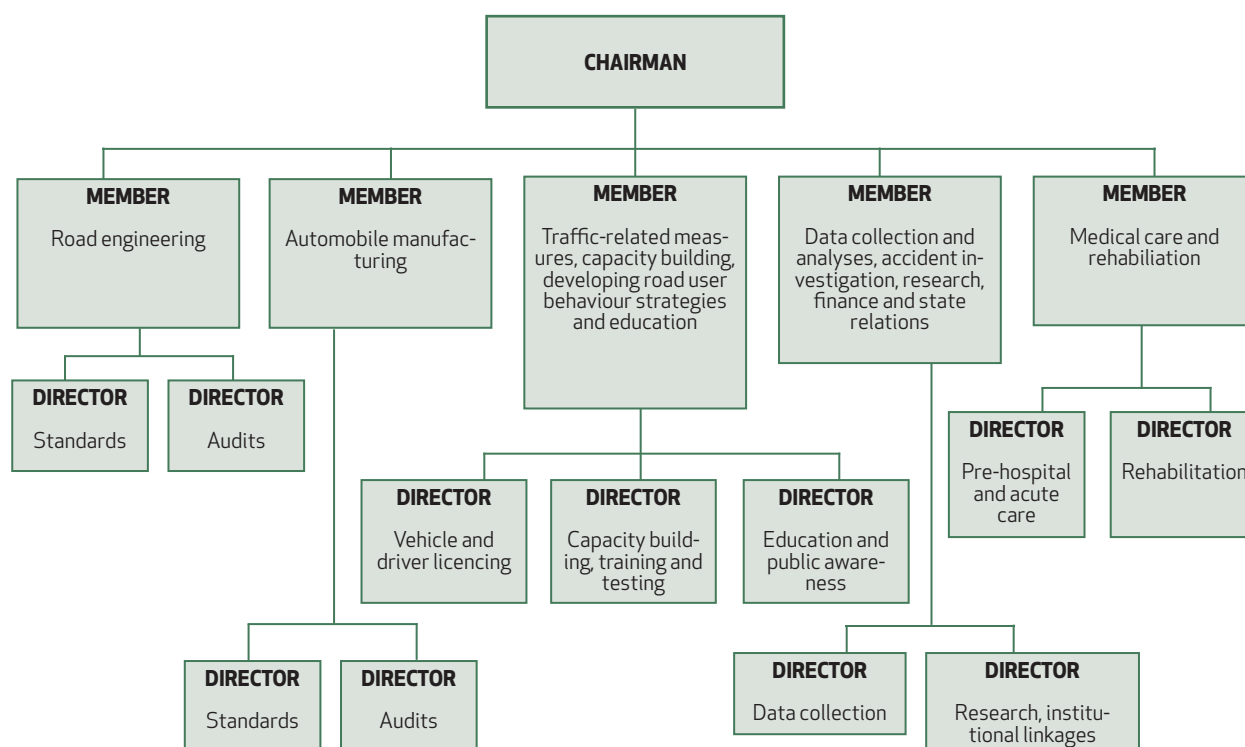 CHAIRMAN
MEMBER
Road engineering
MEMBER
Automobile manufac-
turing
MEMBER
Traffic-related meas-
ures, capacity building,
developing road user
behaviour strategies
and education
MEMBER
Data collection and
analyses, accident in-
vestigation, research,
finance and state
relations
MEMBER
Medical care and
rehabiliation
DIRECTOR
Standards
DIRECTOR
Audits
DIRECTOR
Pre-hospital
and acute
care
DIRECTOR
Rehabilitation
DIRECTOR
Vehicle and
driver licencing
DIRECTOR
Capacity build-
ing, training and
testing
DIRECTOR
Education and
public aware-
ness
DIRECTOR
Standards
DIRECTOR
Audits
DIRECTOR
Data collection
DIRECTOR
Research, institu-
tional linkages